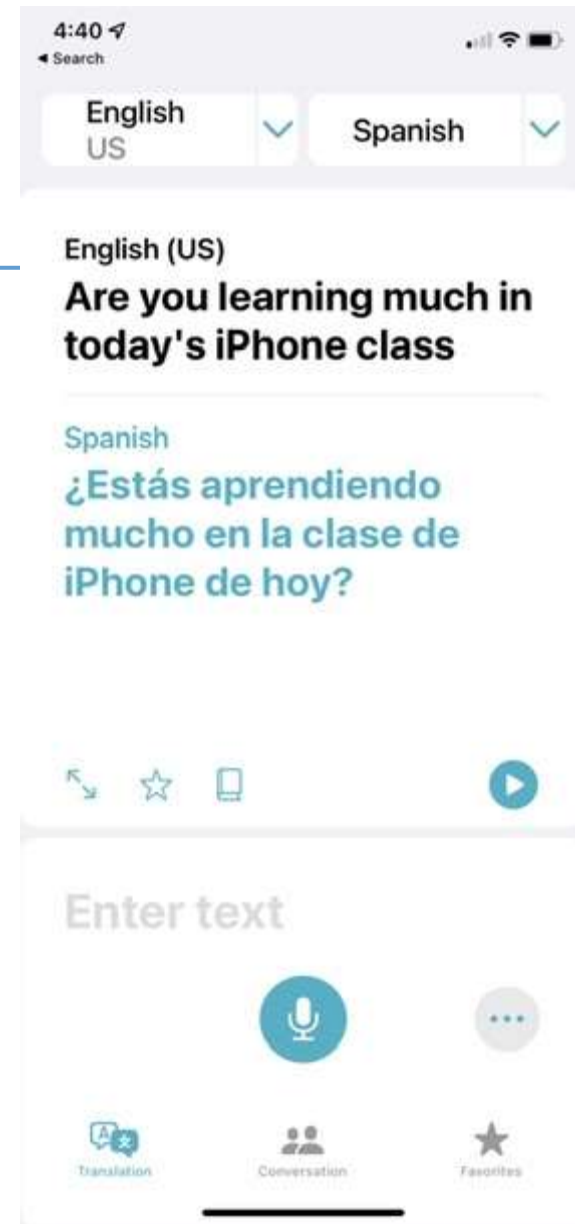 4:40
◀ Search
English
US
Spanish
English (US)
Are you learning much in
today's iPhone class
Spanish
¿Estás aprendiendo
mucho en la clase de
iPhone de hoy?
Enter text
Translation
Conversation
Favorites